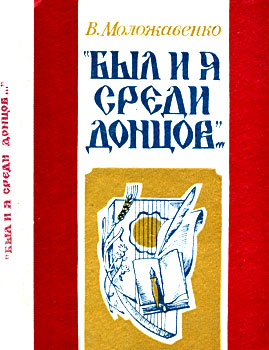 В. Моложавенко
"БЫЛ И Я
СРЕДИ
ДОНЦОВ"...
"БЫЛ И Я СРЕДИ ДОНЦОВ..."